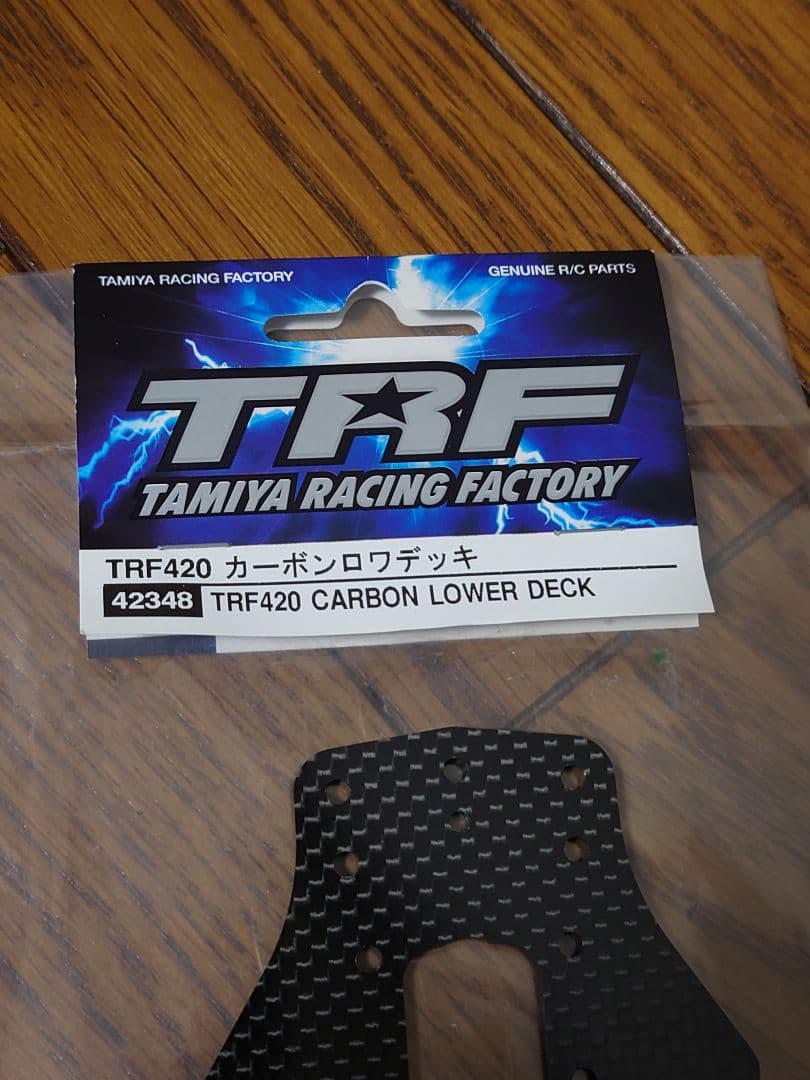 TAMIYA RACING FACTORY
GENUINE R/C PARTS
TRF
TAMIYA RACING FACTORY
TRF420 カーボンロワデッキ
42348 TRF420 CARBON LOWER DECK